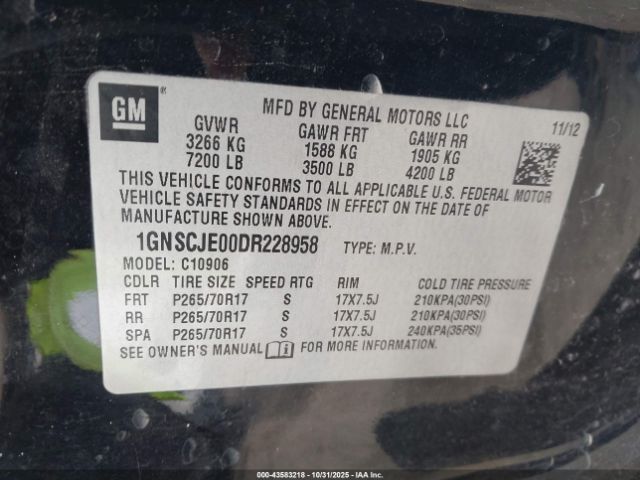 GM ®
MFD BY GENERAL MOTORS LLC
11/12
GVWR GAWR FRT GAWR RR
3266 KG 1588 KG 1905 KG
7200 LB 3500 LB 4200 LB
THIS VEHICLE CONFORMS TO ALL APPLICABLE U.S. FEDERAL MOTOR
VEHICLE SAFETY STANDARDS IN EFFECT ON THE DATE OF
MANUFACTURE SHOWN ABOVE.
1GNSCJE00DR228958 TYPE: M.P.V.
MODEL: C10906
CDLR TIRE SIZE SPEED RTG RIM COLD TIRE PRESSURE
FRT P265/70R17 S 17X7.5J 210KPA(30PSI)
RR P265/70R17 S 17X7.5J 210KPA(30PSI)
SPA P265/70R17 S 17X7.5J 240KPA(35PSI)
SEE OWNER'S MANUAL FOR MORE INFORMATION.
000-43583218 - 10/31/2025 - IAA Inc.